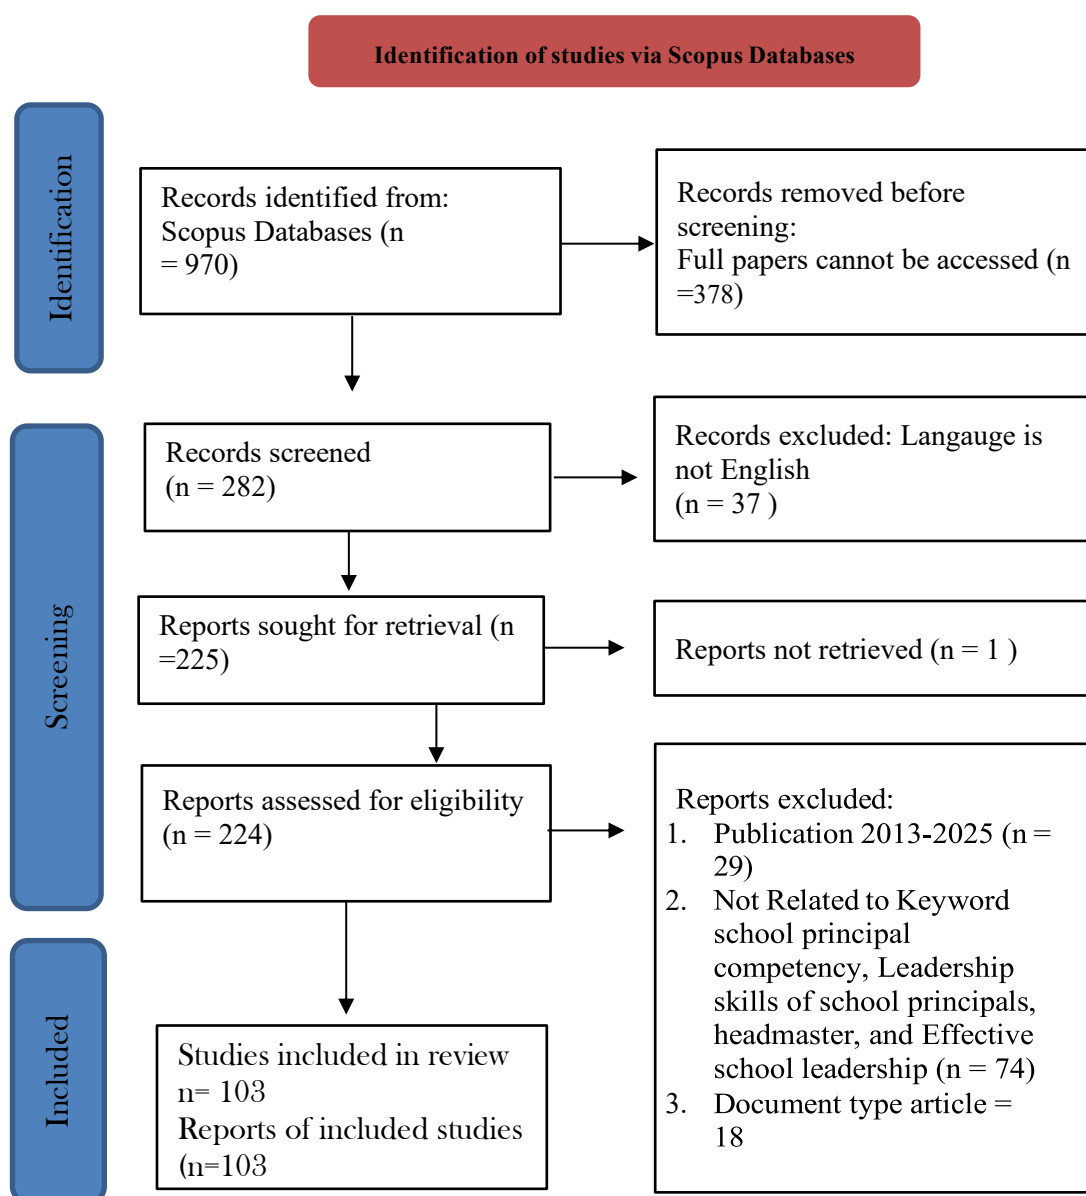 Identification of studies via Scopus Databases
Identification
Records identified from:
Scopus Databases (n
= 970)
Records removed before
screening:
Full papers cannot be accessed (n
=378)
Screening
Records screened
(n = 282)
Records excluded: Langauge is
not English
(n = 37 )
Reports sought for retrieval (n
=225)
Reports not retrieved (n = 1 )
Reports assessed for eligibility
(n = 224)
Reports excluded:
1. Publication 2013-2025 (n =
29)
2. Not Related to Keyword
school principal
competency, Leadership
skills of school principals,
headmaster, and Effective
school leadership (n = 74)
3. Document type article =
18
Included
Studies included in review
n= 103
Reports of included studies
(n=103